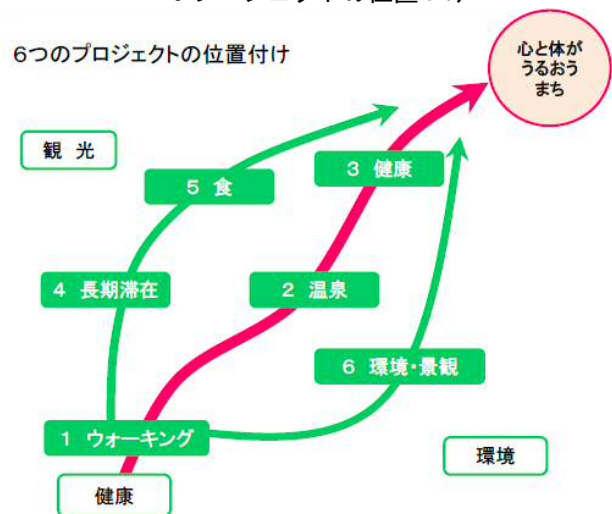 6つのプロジェクトの位置付け
心と体が
うるおう
まち
観 光
3 健康
5 食
4 長期滞在
2 温泉
6 環境・景観
1 ウォーキング
環境
健康